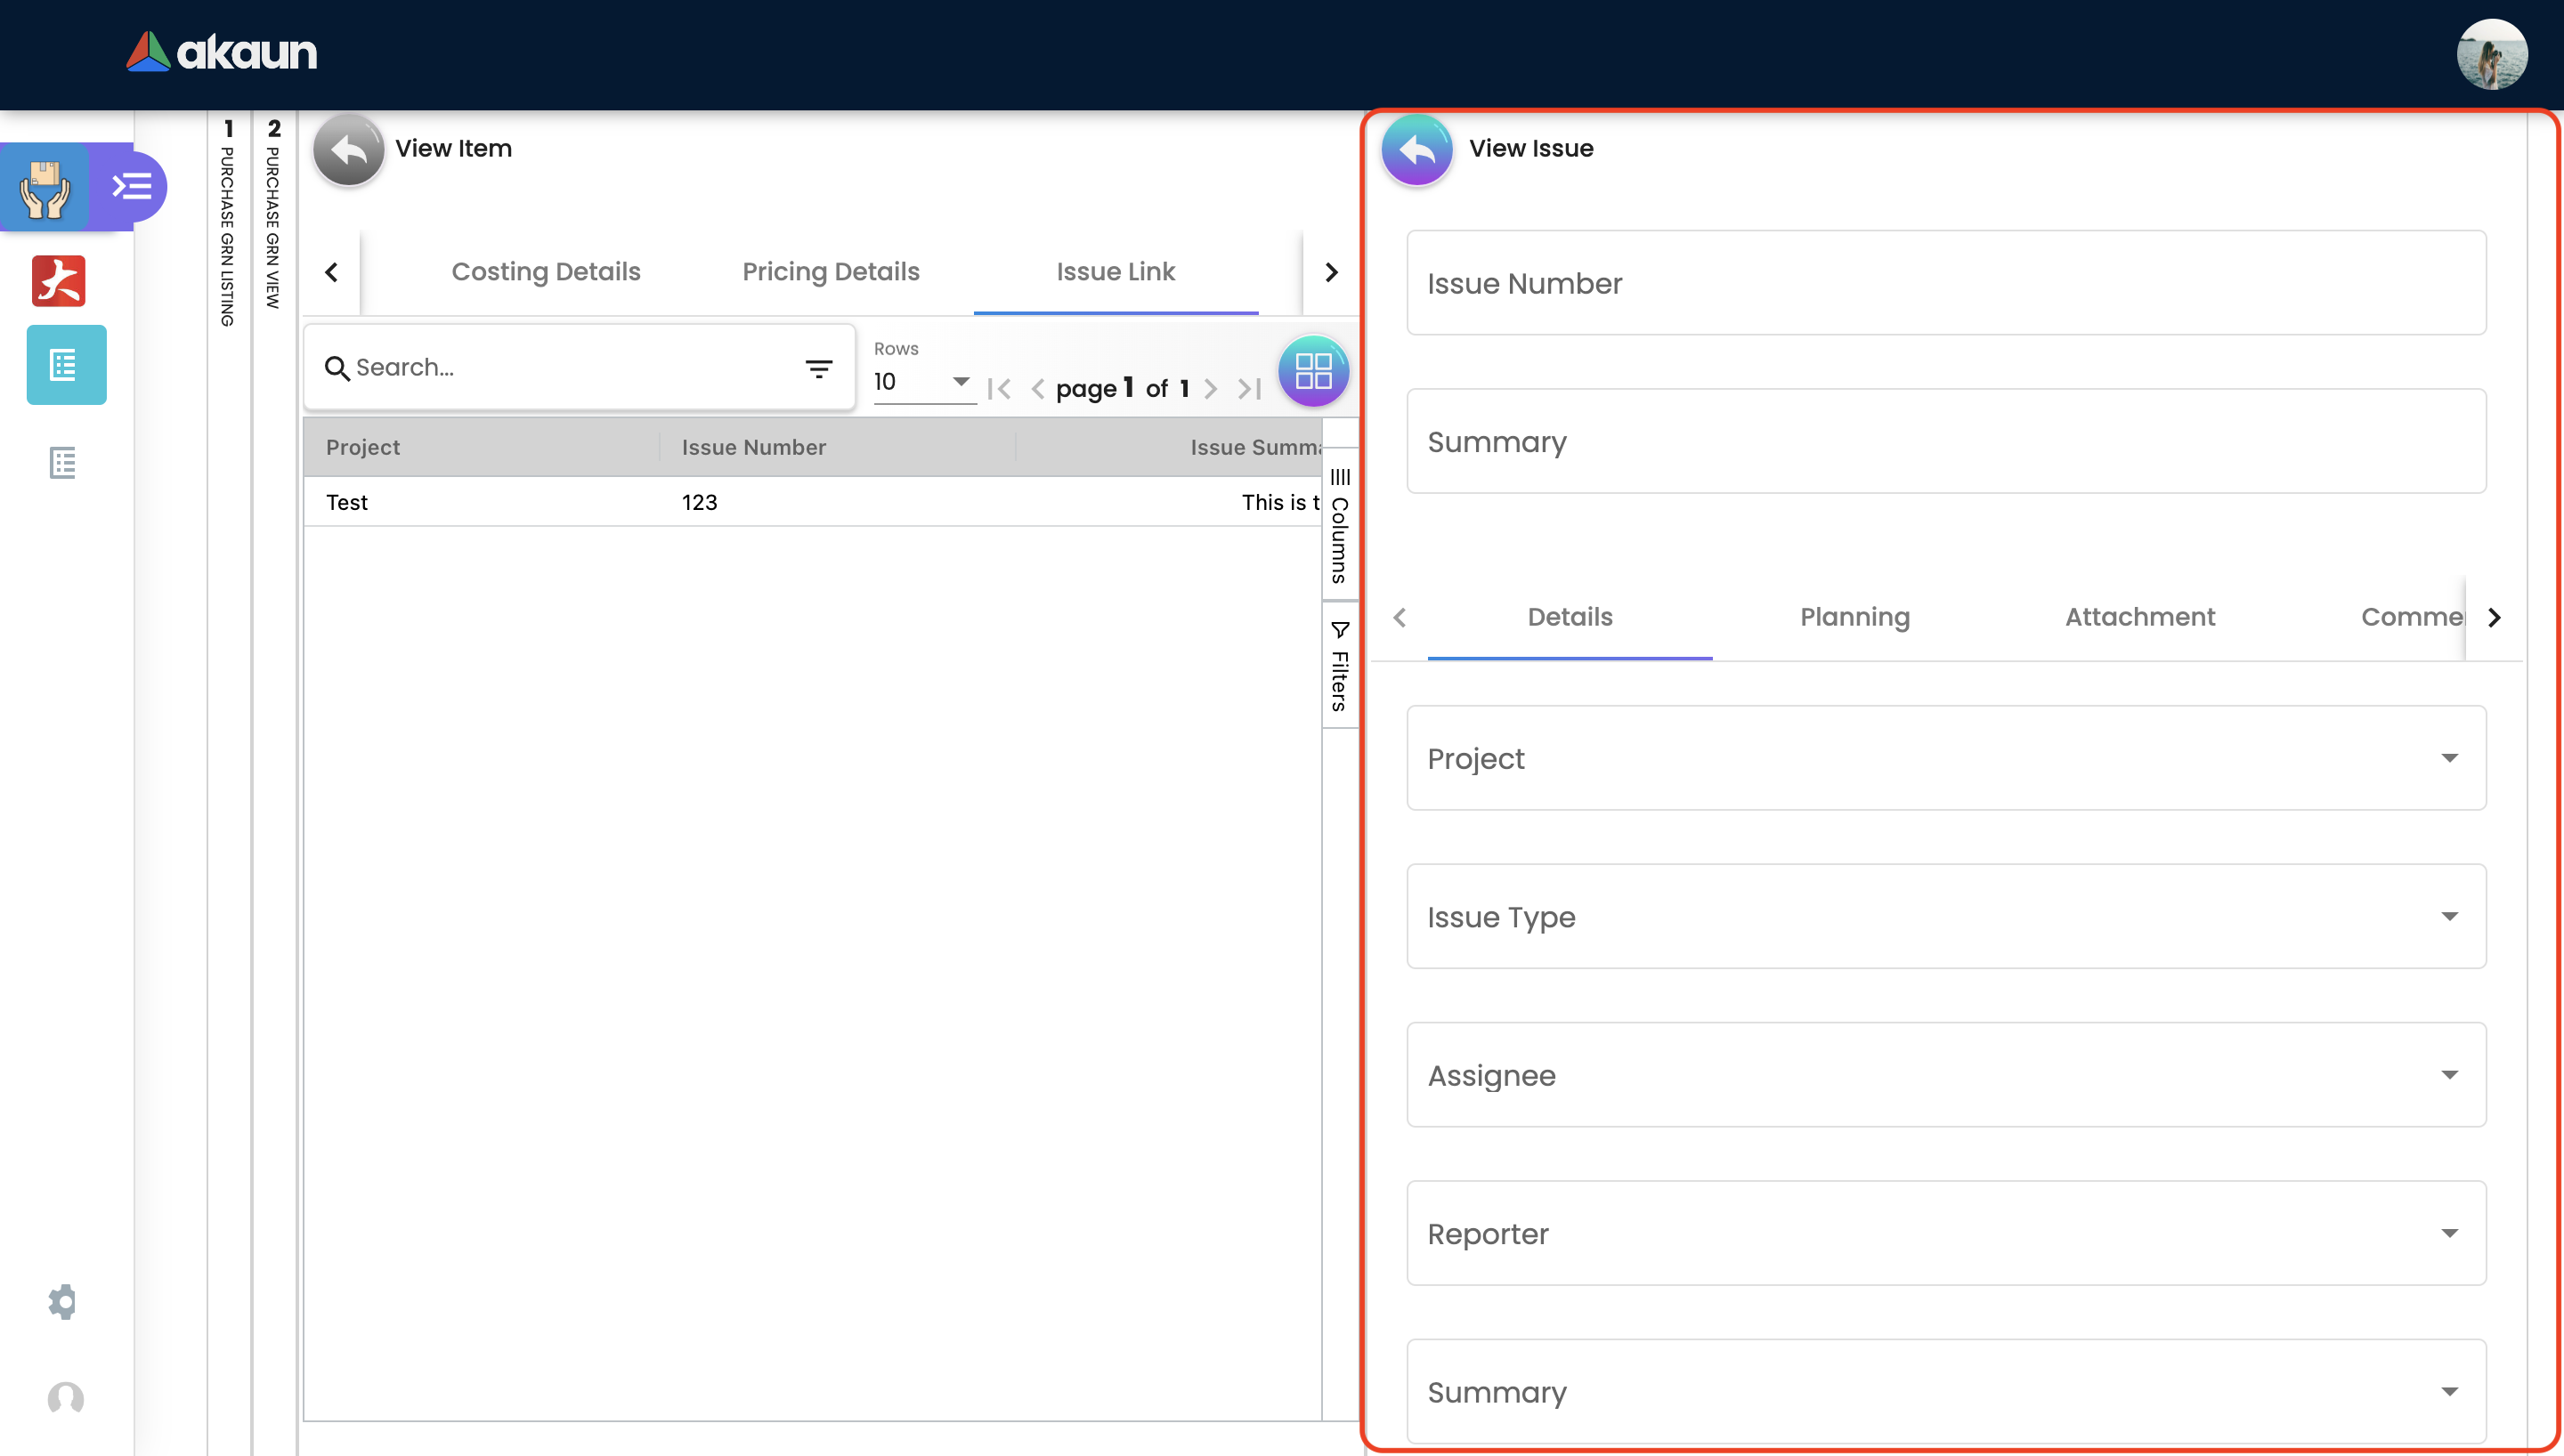 akaun
1 PURCHASE GRN LISTING
2 PURCHASE GRN VIEW
View Item
Costing Details Pricing Details Issue Link
Search...
Rows
10
page 1 of 1
Project Issue Number Issue Summa
Test 123 This is t
Columns
Filters
View Issue
Issue Number
Summary
Details Planning Attachment Comme
Project
Issue Type
Assignee
Reporter
Summary